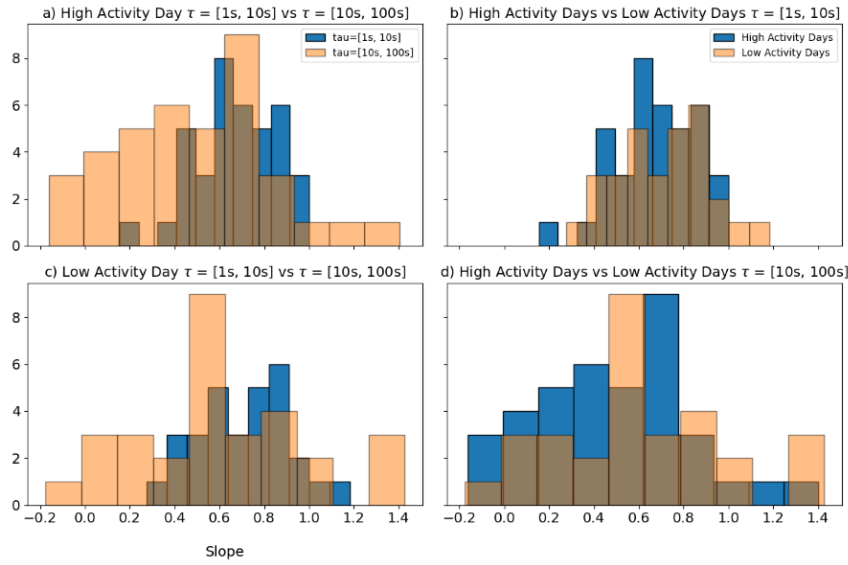 a) High Activity Day τ = [1s, 10s] vs τ = [10s, 100s]
tau=[1s, 10s]
tau=[10s, 100s]
8
6
4
2
0
b) High Activity Days vs Low Activity Days τ = [1s, 10s]
High Activity Days
Low Activity Days
c) Low Activity Day τ = [1s, 10s] vs τ = [10s, 100s]
8
6
4
2
0
−0.2 0.0 0.2 0.4 0.6 0.8 1.0 1.2 1.4
Slope
d) High Activity Days vs Low Activity Days τ = [10s, 100s]
−0.2 0.0 0.2 0.4 0.6 0.8 1.0 1.2 1.4